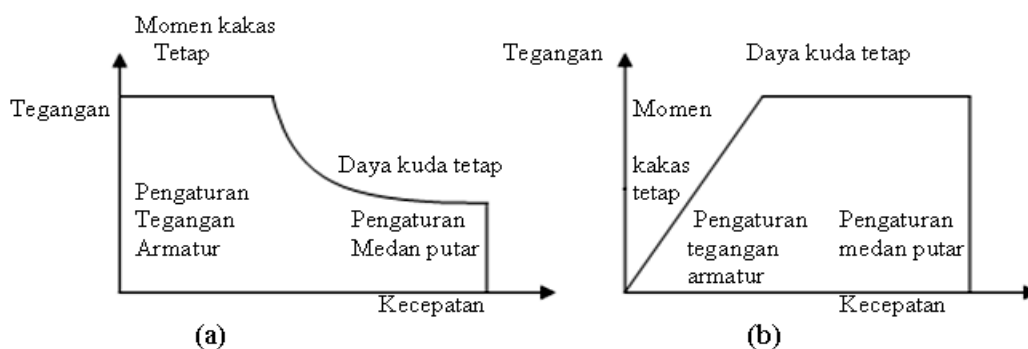 Momen kakas
Tetap
Tegangan
Daya kuda tetap
Pengaturan
Tegangan
Armatur
Pengaturan
Medan putar
Kecepatan
(a)
Tegangan
Daya kuda tetap
Momen
kakas
tetap
Pengaturan
tegangan
armatur
Pengaturan
medan putar
Kecepatan
(b)